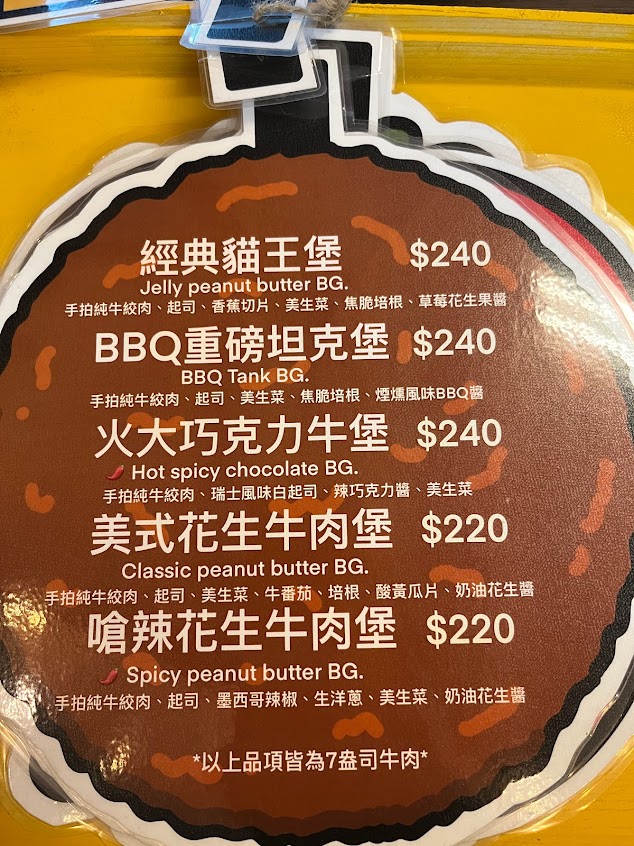 經典貓王堡 $240
Jelly peanut butter BG.
手拍純牛絞肉、起司、香蕉切片、美生菜、焦脆培根、草莓花生果醬
BBQ重磅坦克堡 $240
BBQ Tank BG.
手拍純牛絞肉、起司、美生菜、焦脆培根、煙燻風味BBQ醬
火大巧克力牛堡 $240
Hot spicy chocolate BG.
手拍純牛絞肉、瑞士風味白起司、辣巧克力醬、美生菜
美式花生牛肉堡 $220
Classic peanut butter BG.
手拍純牛絞肉、起司、美生菜、牛番茄、培根、酸黃瓜片、奶油花生醬
嗆辣花生牛肉堡 $220
Spicy peanut butter BG.
手拍純牛絞肉、起司、墨西哥辣椒、生洋蔥、美生菜、奶油花生醬
*以上品項皆為7盎司牛肉*